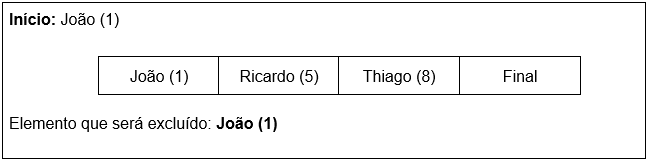 Início: João (1)
João (1) Ricardo (5) Thiago (8) Final
Elemento que será excluído: João (1)